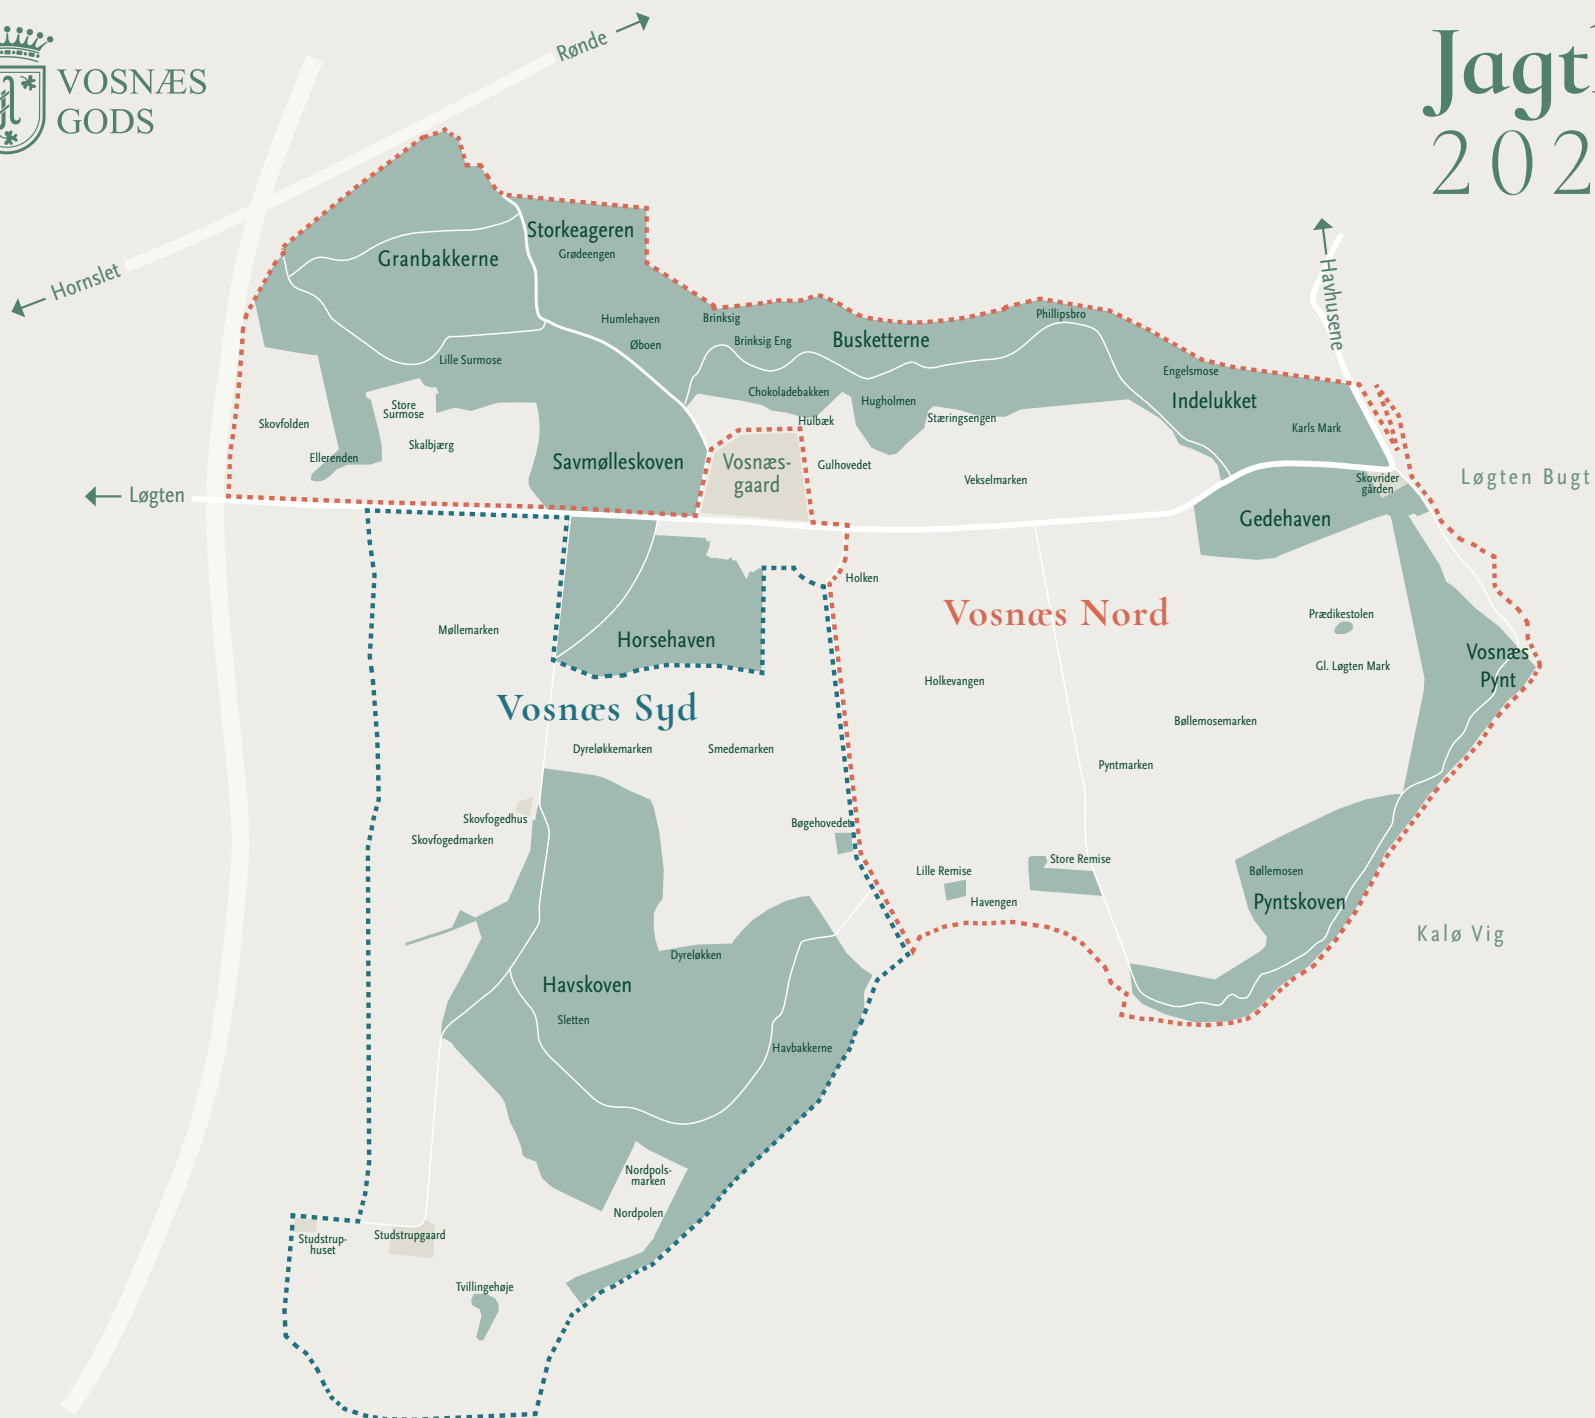 VOSNÆS
GODS
Rønde
Hornslet
Løgten
Havhusene
Storkeageren
Grødeengen
Granbakkerne
Humlehaven
Øboen
Brinksig
Brinksig Eng
Busketterne
Phillipsbro
Lille Surmose
Engelsmose
Indelukket
Chokoladebakken
Hugholmen
Store
Surmose
Skovfolden
Skalbjærg
Ellerenden
Hulbæk
Stæringsengen
Karls Mark
Savmølleskoven
Vosnæs-
gaard
Gulhovedet
Vekselmarken
Skovrider
gården
Løgten Bugt
Gedehaven
Holken
Vosnæs Nord
Prædikestolen
Møllemarken
Horsehaven
Vosnæs
Pynt
Gl. Løgten Mark
Holkevangen
Vosnæs Syd
Bøllemosemarken
Dyreløkkemarken
Smedemarken
Pyntmarken
Skovfogedhus
Skovfogedmarken
Bøgehovedet
Lille Remise
Store Remise
Havengen
Bøllemosen
Pyntskoven
Kalø Vig
Dyreløkken
Havskoven
Sletten
Havbakkerne
Nordpols-
marken
Nordpolen
Studstrup-
huset
Studstrupgaard
Tvillingehøje